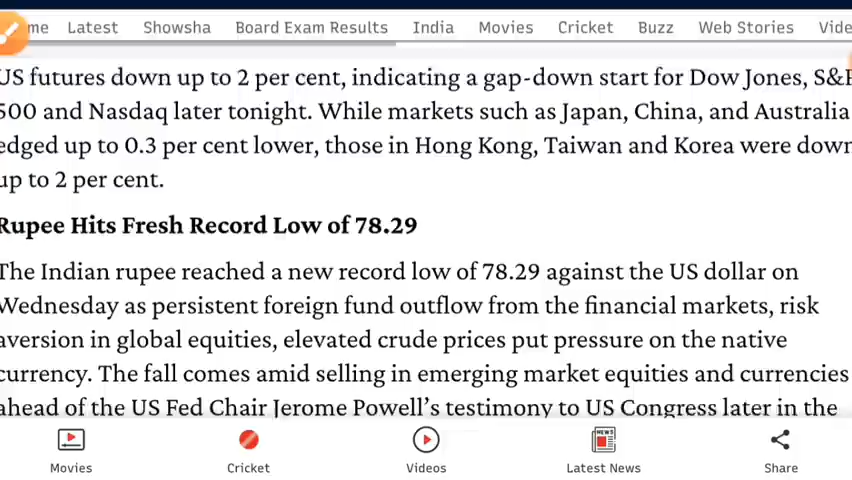 me Latest Showsha Board Exam Results India Movies Cricket Buzz Web Stories Vide
US futures down up to 2 per cent, indicating a gap-down start for Dow Jones, S&P
500 and Nasdaq later tonight. While markets such as Japan, China, and Australia
edged up to 0.3 per cent lower, those in Hong Kong, Taiwan and Korea were down
up to 2 per cent.
Rupee Hits Fresh Record Low of 78.29
The Indian rupee reached a new record low of 78.29 against the US dollar on
Wednesday as persistent foreign fund outflow from the financial markets, risk
aversion in global equities, elevated crude prices put pressure on the native
currency. The fall comes amid selling in emerging market equities and currencies
ahead of the US Fed Chair Jerome Powell's testimony to US Congress later in the
Movies Cricket Videos Latest News Share